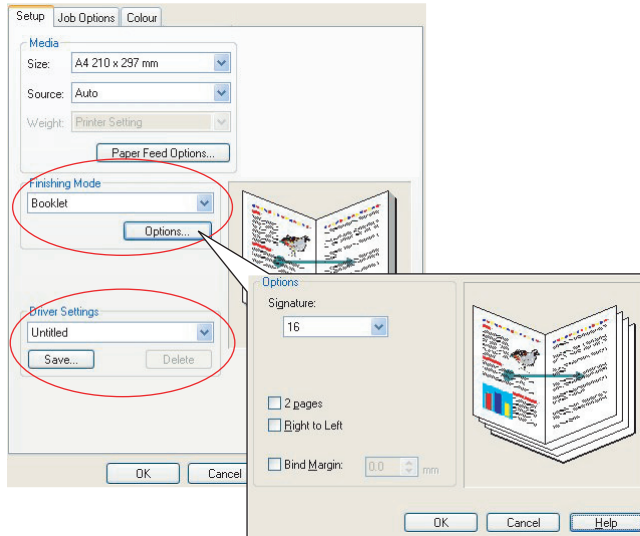 Setup Job Options Colour
Media
Size: A4 210 x 297 mm
Source: Auto
Weight: Printer Setting
Paper Feed Options...
Finishing Mode
Booklet
Options...
Driver Settings
Untitled
Save... Delete
OK Cancel
Options
Signature:
16
2 pages
Right to Left
Bind Margin: 0.0 mm
OK Cancel Help